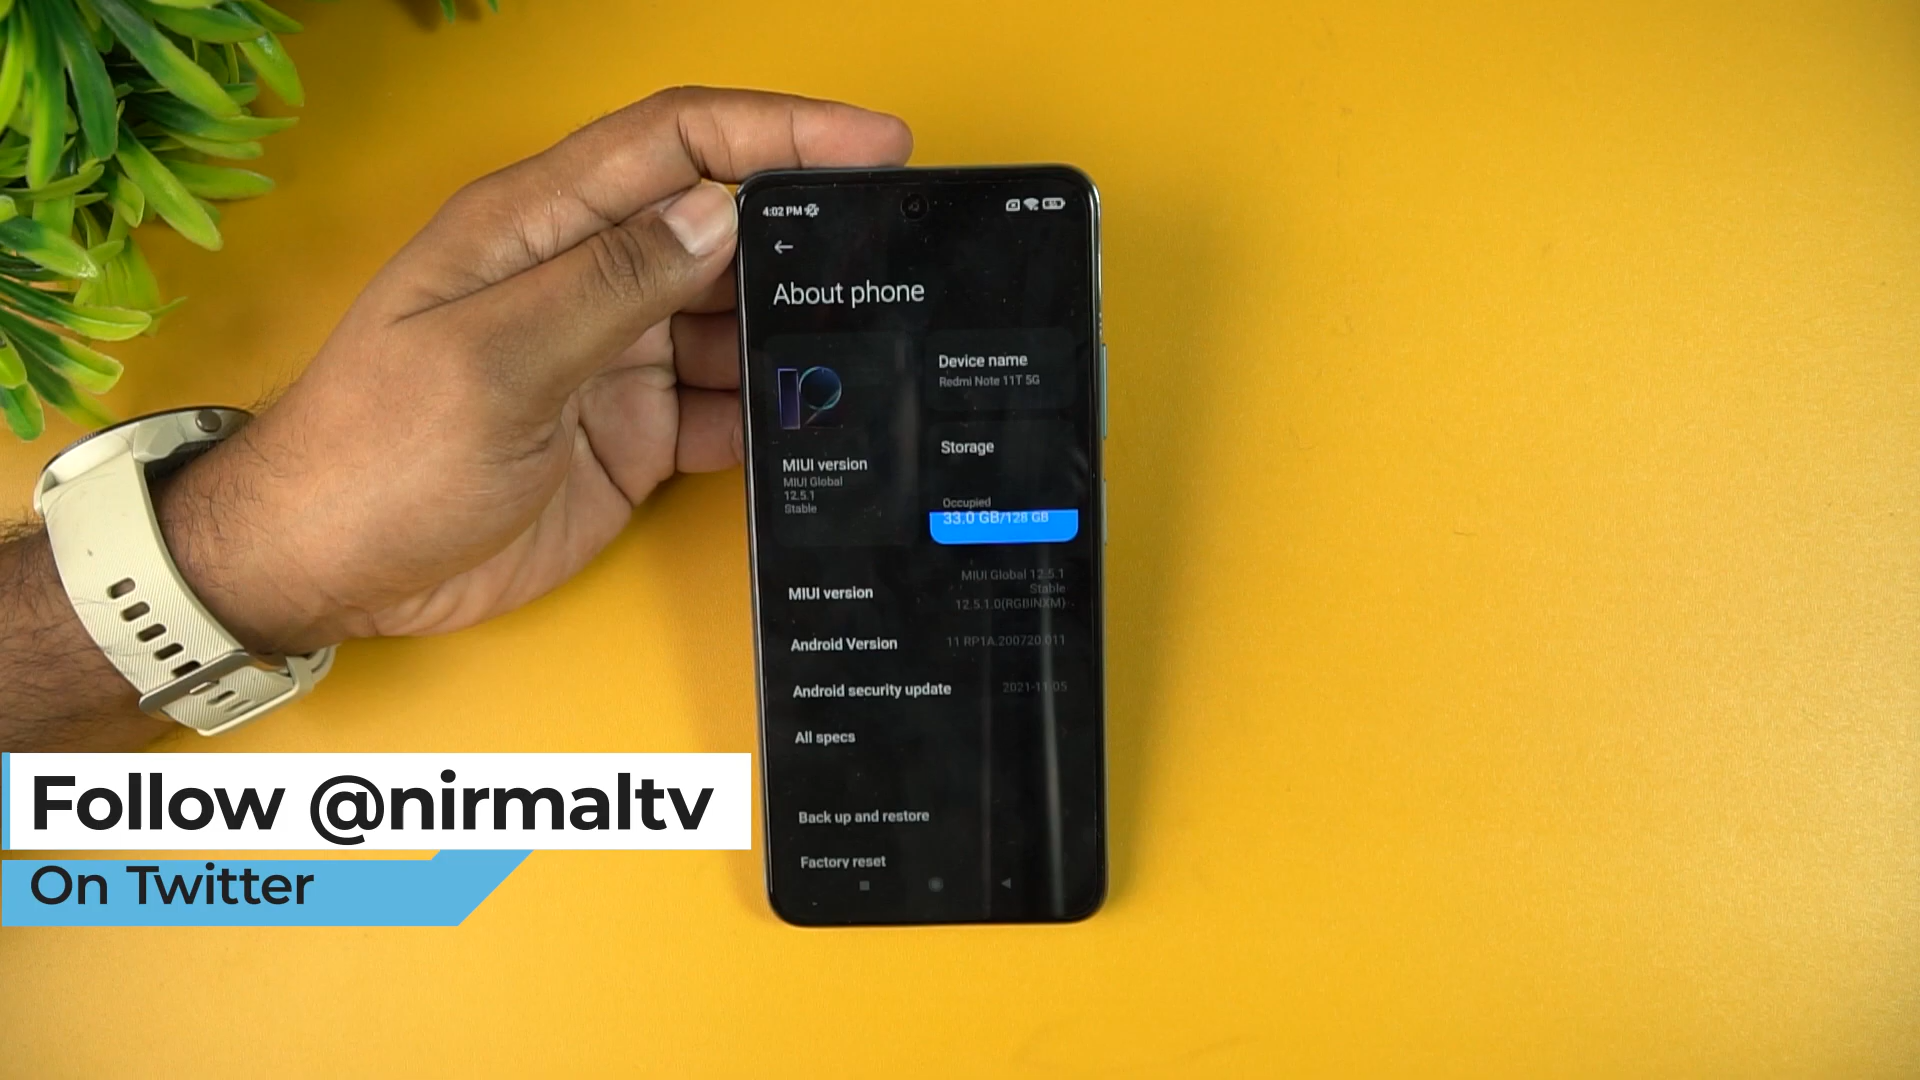 4:02 PM
About phone
12
MIUI version
MIUI Global
12.5.1
Stable
Device name
Redmi Note 11T 5G
Storage
Occupied
33.0 GB/128 GB
MIUI version
MIUI Global 12.5.1
Stable
12.5.1.0(RGBINXM)
Android Version
11 RP1A.200720.011
Android security update
2021-11-05
All specs
Back up and restore
Factory reset
Follow @nirmaltv
On Twitter